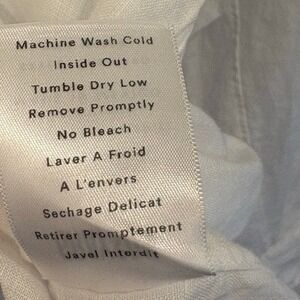 Machine Wash Cold
Inside Out
Tumble Dry Low
Remove Promptly
No Bleach
Laver A Froid
A L'envers
Sechage Delicat
Retirer Promptement
Javel Interdit